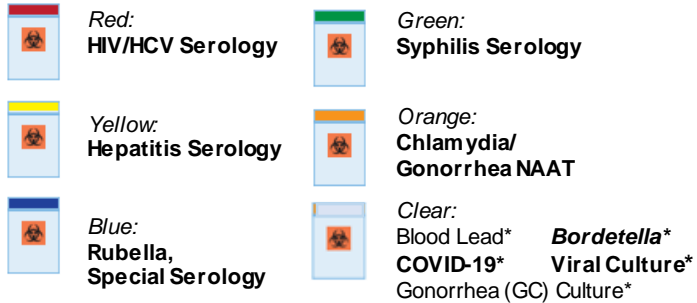 Red:
HIV/HCV Serology
Green:
Syphilis Serology
Yellow:
Hepatitis Serology
Orange:
Chlamydia/
Gonorrhea NAAT
Blue:
Rubella,
Special Serology
Clear:
Blood Lead* Bordetella*
COVID-19* Viral Culture*
Gonorrhea (GC) Culture*